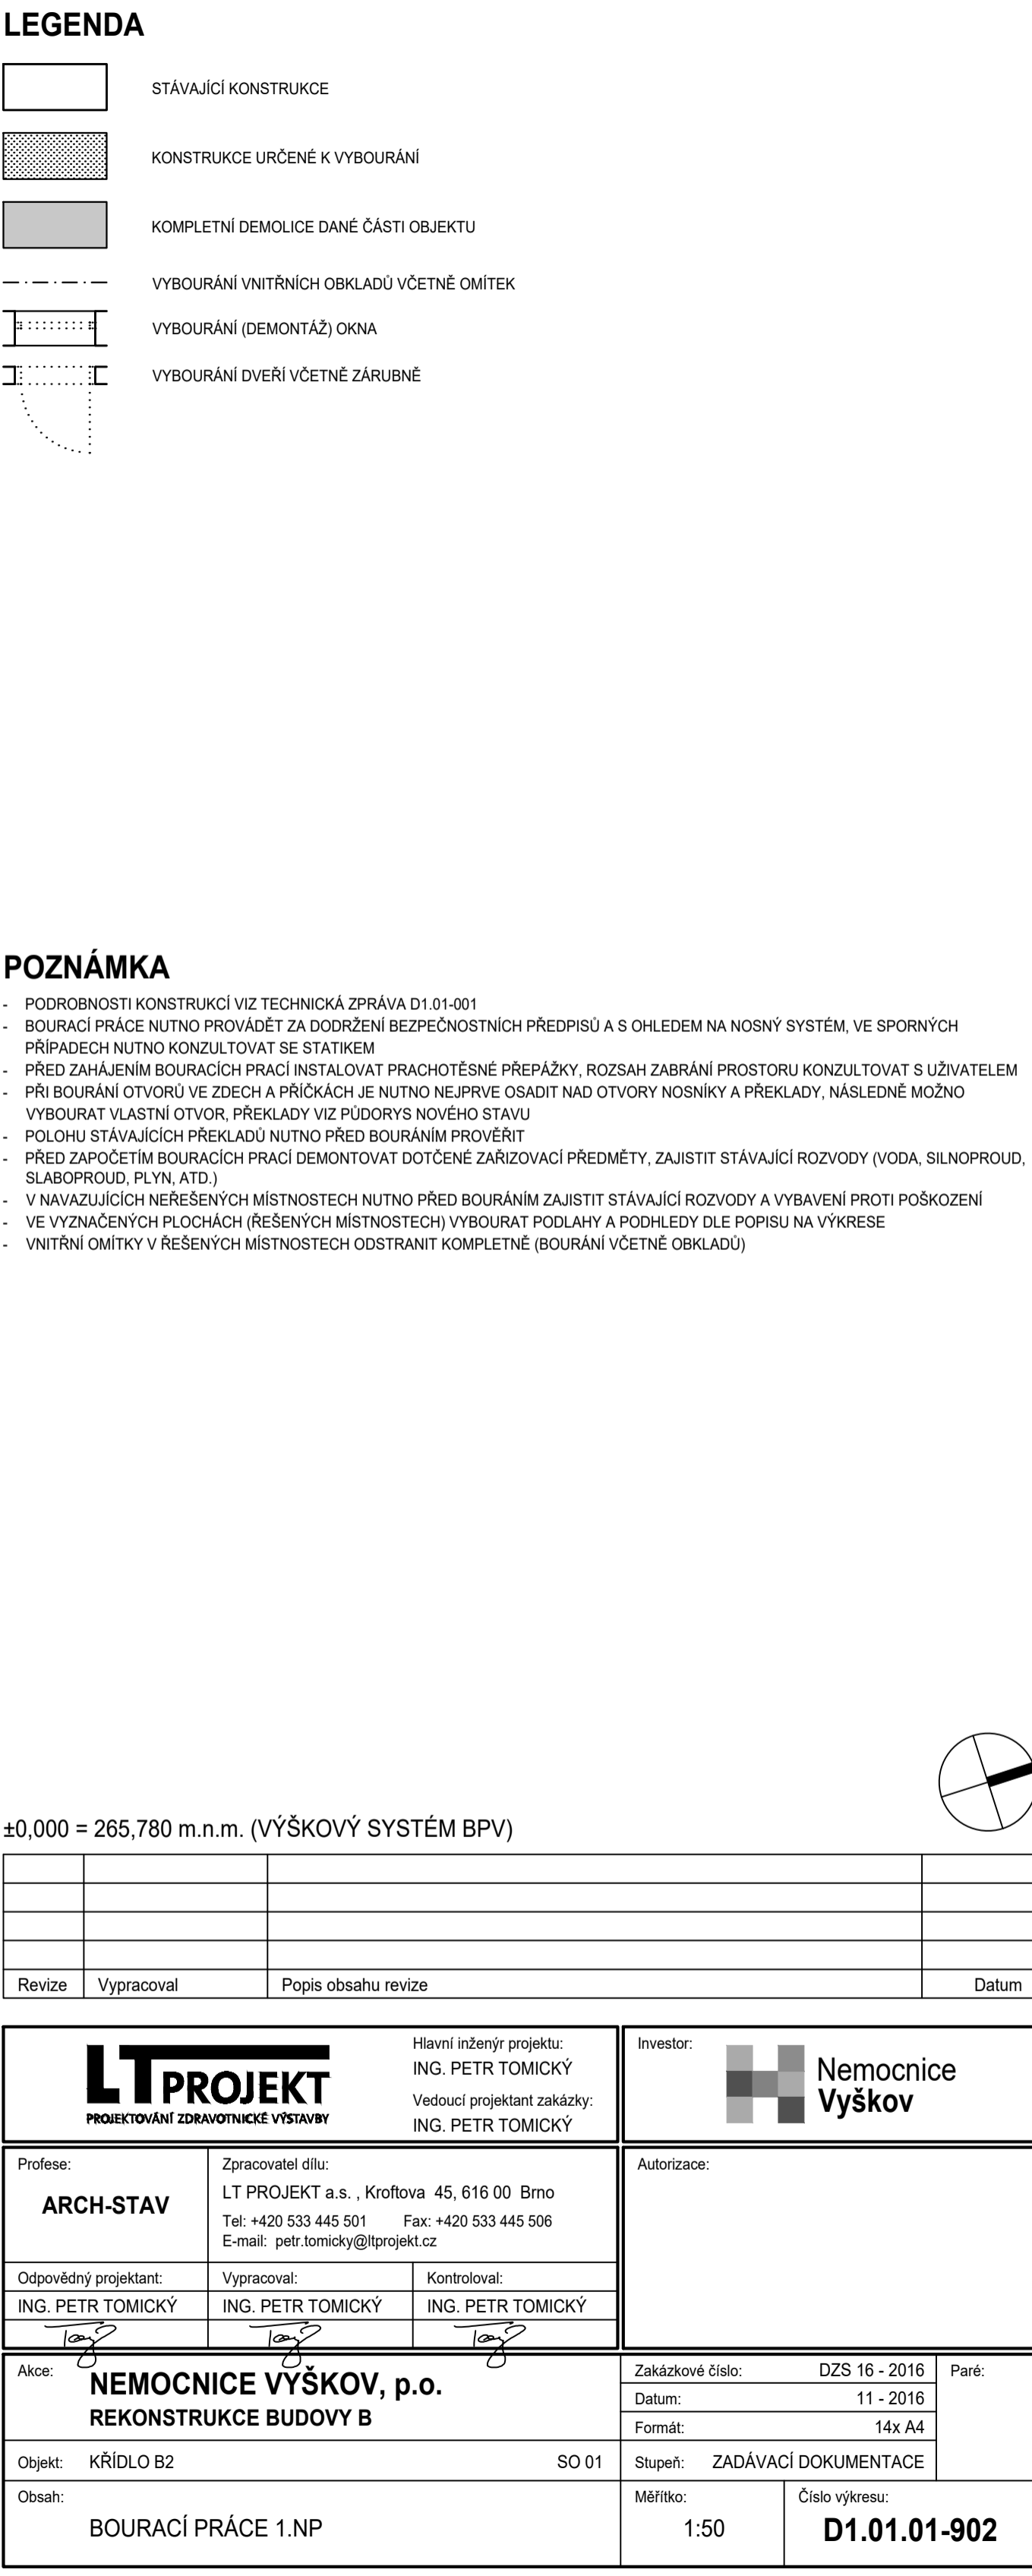 LEGENDA
STÁVAJÍCÍ KONSTRUKCE
KONSTRUKCE URČENÉ K VYBOURÁNÍ
KOMPLETNÍ DEMOLICE DANÉ ČÁSTI OBJEKTU
VYBOURÁNÍ VNITŘNÍCH OBKLADŮ VČETNĚ OMÍTEK
VYBOURÁNÍ (DEMONTÁŽ) OKNA
VYBOURÁNÍ DVEŘÍ VČETNĚ ZÁRUBNĚ
POZNÁMKA
- PODROBNOSTI KONSTRUKCÍ VIZ TECHNICKÁ ZPRÁVA D1.01-001
- BOURACÍ PRÁCE NUTNO PROVÁDĚT ZA DODRŽENÍ BEZPEČNOSTNÍCH PŘEDPISŮ A S OHLEDEM NA NOSNÝ SYSTÉM, VE SPORNÝCH
PŘÍPADECH NUTNO KONZULTOVAT SE STATIKEM
- PŘED ZAHÁJENÍM BOURACÍCH PRACÍ INSTALOVAT PRACHOTĚSNÉ PŘEPÁŽKY, ROZSAH ZABRÁNÍ PROSTORU KONZULTOVAT S UŽIVATELEM
- PŘI BOURÁNÍ OTVORŮ VE ZDECH A PŘÍČKÁCH JE NUTNO NEJPRVE OSADIT NAD OTVORY NOSNÍKY A PŘEKLADY, NÁSLEDNĚ MOŽNO
VYBOURAT VLASTNÍ OTVOR, PŘEKLADY VIZ PŮDORYS NOVÉHO STAVU
- POLOHU STÁVAJÍCÍCH PŘEKLADŮ NUTNO PŘED BOURÁNÍM PROVĚŘIT
- PŘED ZAPOČETÍM BOURACÍCH PRACÍ DEMONTOVAT DOTČENÉ ZAŘIZOVACÍ PŘEDMĚTY, ZAJISTIT STÁVAJÍCÍ ROZVODY (VODA, SILNOPROUD,
SLABOPROUD, PLYN, ATD.)
- V NAVAZUJÍCÍCH NEŘEŠENÝCH MÍSTNOSTECH NUTNO PŘED BOURÁNÍM ZAJISTIT STÁVAJÍCÍ ROZVODY A VYBAVENÍ PROTI POŠKOZENÍ
- VE VYZNAČENÝCH PLOCHÁCH (ŘEŠENÝCH MÍSTNOSTECH) VYBOURAT PODLAHY A PODHLEDY DLE POPISU NA VÝKRESE
- VNITŘNÍ OMÍTKY V ŘEŠENÝCH MÍSTNOSTECH ODSTRANIT KOMPLETNĚ (BOURÁNÍ VČETNĚ OBKLADŮ)
±0,000 = 265,780 m.n.m. (VÝŠKOVÝ SYSTÉM BPV)
Revize Vypracoval Popis obsahu revize Datum
LT PROJEKT
PROJEKTOVÁNÍ ZDRAVOTNICKÉ VÝSTAVBY
Hlavní inženýr projektu:
ING. PETR TOMICKÝ
Vedoucí projektant zakázky:
ING. PETR TOMICKÝ
Investor:
Nemocnice
Vyškov
Profese:
ARCH-STAV
Zpracovatel dílu:
LT PROJEKT a.s. , Kroftova 45, 616 00 Brno
Tel: +420 533 445 501 Fax: +420 533 445 506
E-mail: petr.tomicky@ltprojekt.cz
Autorizace:
Odpovědný projektant: Vypracoval: Kontroloval:
ING. PETR TOMICKÝ ING. PETR TOMICKÝ ING. PETR TOMICKÝ
Akce: NEMOCNICE VYŠKOV, p.o.
REKONSTRUKCE BUDOVY B
Zakázkové číslo: DZS 16 - 2016
Paré:
Datum: 11 - 2016
Formát: 14x A4
Objekt: KŘÍDLO B2 SO 01
Stupeň: ZADÁVACÍ DOKUMENTACE
Obsah:
BOURACÍ PRÁCE 1.NP
Měřítko:
1:50
Číslo výkresu:
D1.01.01-902